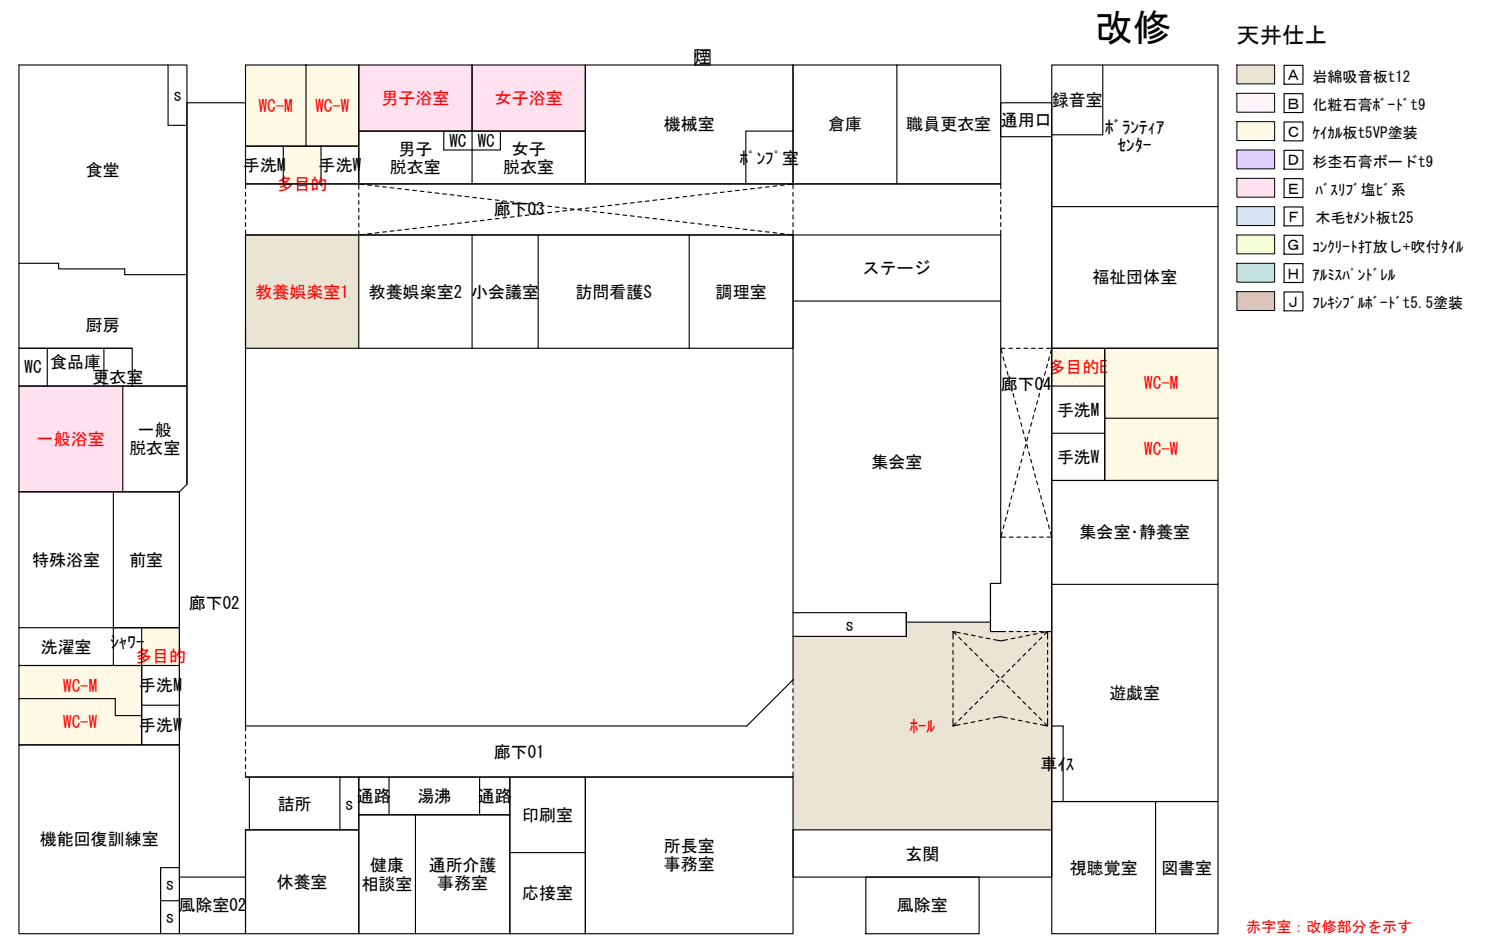 改修
天井仕上
A 岩綿吸音板t12
B 化粧石膏ボードt9
C ケイカル板t5VP塗装
D 杉杢石膏ボードt9
E バスリブ塩ビ系
F 木毛セメント板t25
G コンクリート打放し+吹付タイル
H アルミスパンドレル
J フレキシブルボードt5.5塗装
煙
食堂
s
WC-M
WC-W
男子浴室
女子浴室
機械室
倉庫
職員更衣室
通用口
録音室
ボランティア
センター
手洗M
多目的
手洗W
男子
脱衣室
WC
WC
女子
脱衣室
ポンプ室
廊下03
ステージ
教養娯楽室1
教養娯楽室2
小会議室
訪問看護S
調理室
福祉団体室
厨房
WC
食品庫
更衣室
廊下04
多目的E
WC-M
手洗M
WC-W
手洗W
一般浴室
一般
脱衣室
集会室
集会室・静養室
特殊浴室
前室
廊下02
洗濯室
シャワー
多目的
WC-M
手洗M
WC-W
手洗W
s
ホール
遊戯室
車イス
廊下01
詰所
s
通路
湯沸
通路
印刷室
所長室
事務室
機能回復訓練室
s
s
風除室02
休養室
健康
相談室
通所介護
事務室
応接室
玄関
風除室
視聴覚室
図書室
赤字室：改修部分を示す